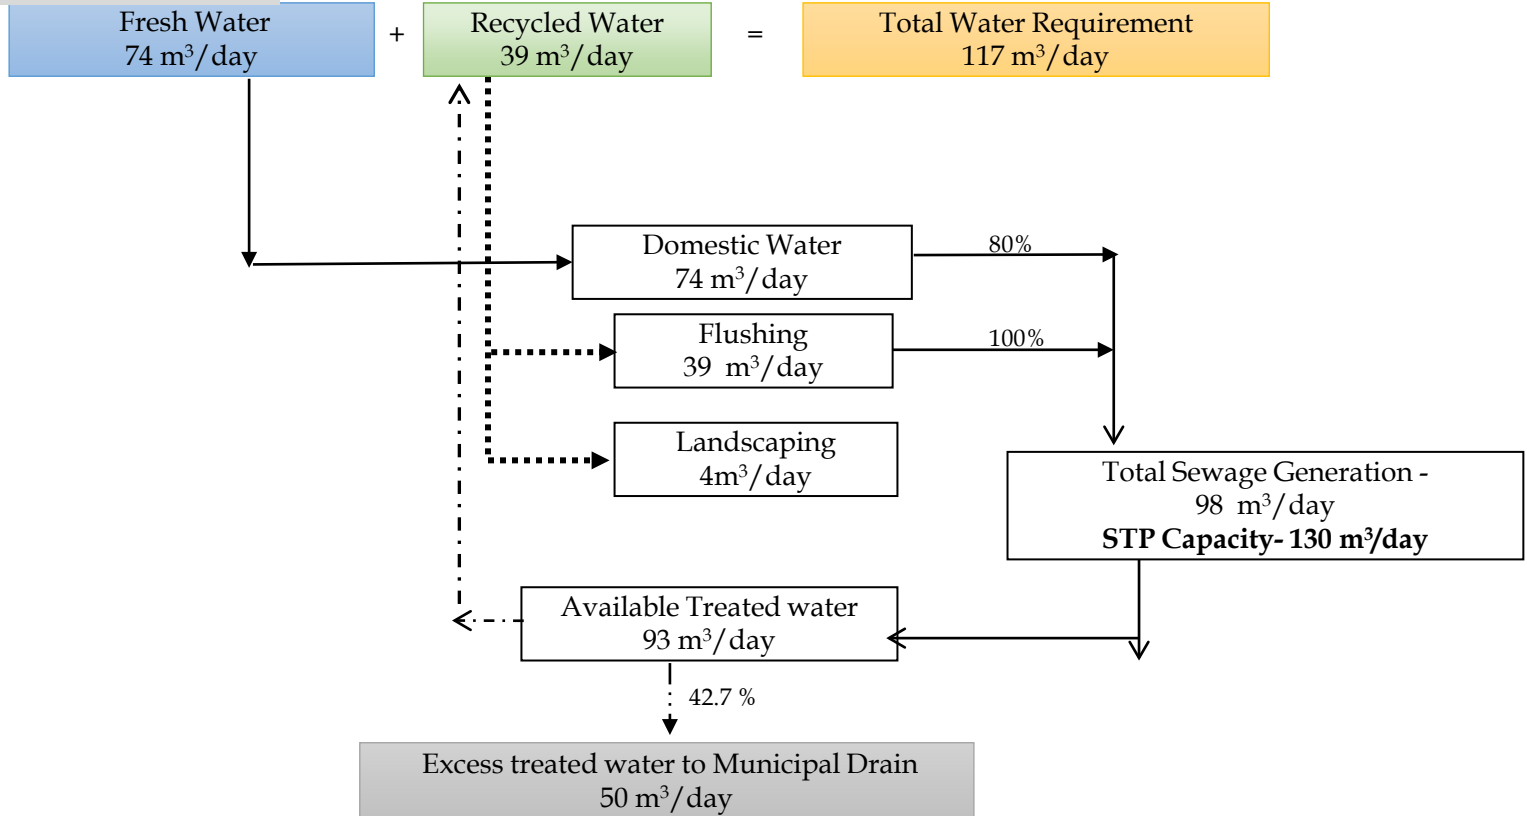 Fresh Water
74 m³/day
+
Recycled Water
39 m³/day
=
Total Water Requirement
117 m³/day
Domestic Water
74 m³/day
80%
Flushing
39 m³/day
100%
Landscaping
4m³/day
Total Sewage Generation -
98 m³/day
STP Capacity- 130 m³/day
Available Treated water
93 m³/day
42.7 %
Excess treated water to Municipal Drain
50 m³/day